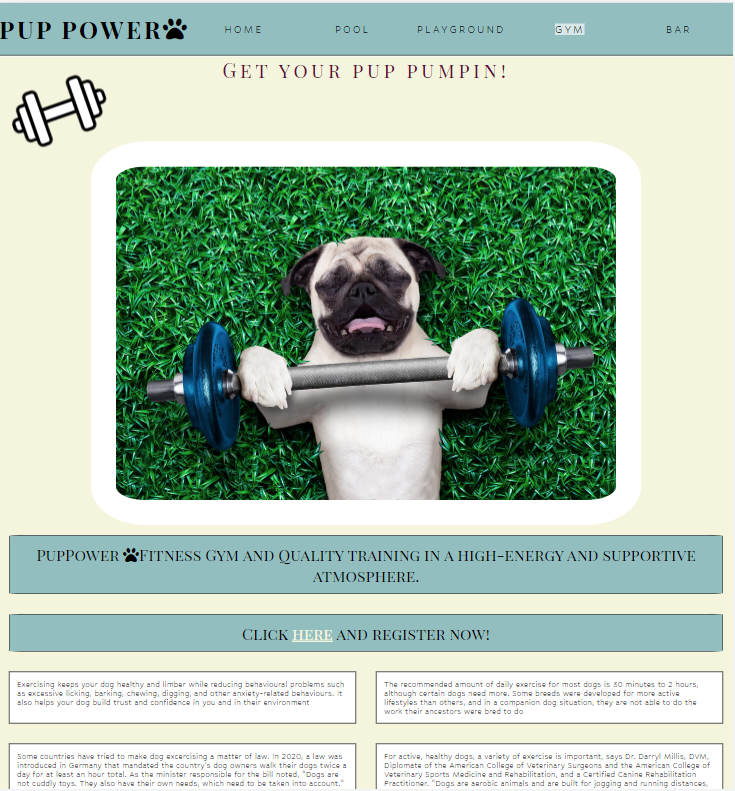 PUP POWER
HOME POOL PLAYGROUND GYM BAR
Get your pup pumpin!
PupPower Fitness Gym and Quality training in a high-energy and supportive
atmosphere.
Click here and register now!
Exercising keeps your dog healthy and limber while reducing behavioural problems such
as excessive licking, barking, chewing, digging, and other anxiety-related behaviours. It
also helps your dog build trust and confidence in you and in their environment
The recommended amount of daily exercise for most dogs is 30 minutes to 2 hours,
although certain dogs need more. Some breeds were developed for more active
lifestyles than others, and in a companion dog situation, they are not able to do the
work their ancestors were bred to do
Some countries have tried to make dog excercising a matter of law. In 2020, a law was
introduced in Germany that mandated the country's dog owners walk their dogs twice a
day for at least an hour total. As the minister responsible for the bill noted, "Dogs are
not cuddly toys. They also have their own needs, which need to be taken into account."
For active, healthy dogs, a variety of exercise is important, says Dr. Darryl Millis, DVM,
Diplomate of the American College of Veterinary Surgeons and the American College of
Veterinary Sports Medicine and Rehabilitation, and a Certified Canine Rehabilitation
Practitioner. "Dogs are aerobic animals and are built for jogging and running distances,